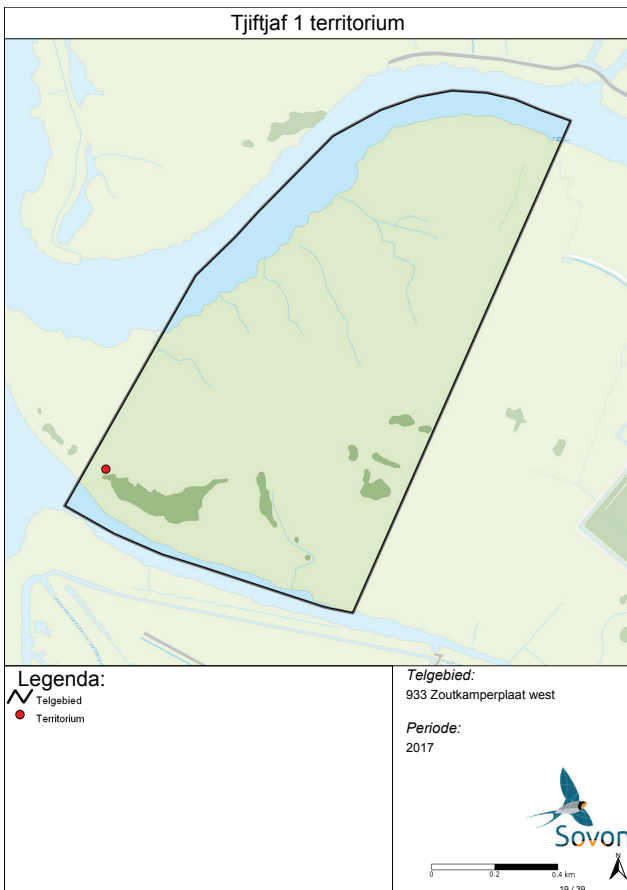 Tjiftjaf 1 territorium
Legenda:
Telgebied
Territorium
Telgebied:
933 Zoutkamperplaat west
Periode:
2017
Sovon
N
0 0.2 0.4 km
19 / 39